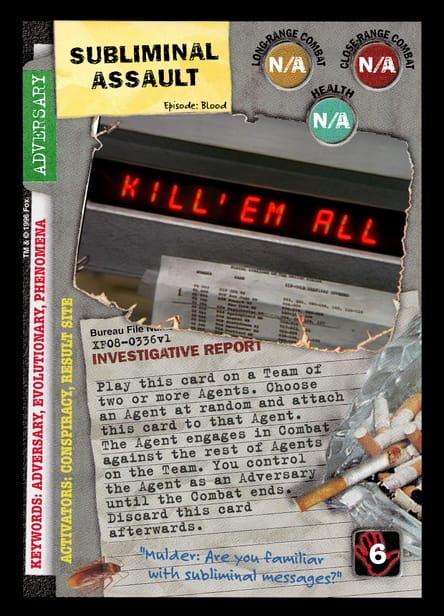 SUBLIMINAL
ASSAULT
Episode: Blood
LONG-RANGE COMBAT
N/A
CLOSE-RANGE COMBAT
N/A
HEALTH
N/A
ADVERSARY
TM & © 1996 Fox.
KEYWORDS: ADVERSARY, EVOLUTIONARY, PHENOMENA
ACTIVATORS: CONSPIRACY, RESULT SITE
KILL'EM ALL
Bureau File
XF08-0336v1
INVESTIGATIVE REPORT
Play this card on a Team of
two or more Agents. Choose
an Agent at random and attach
this card to that Agent.
The Agent engages in Combat
against the rest of Agents
on the Team. You control
the Agent as an Adversary
until the Combat ends.
Discard this card
afterwards.
6
"Mulder: Are you familiar
with subliminal messages?"